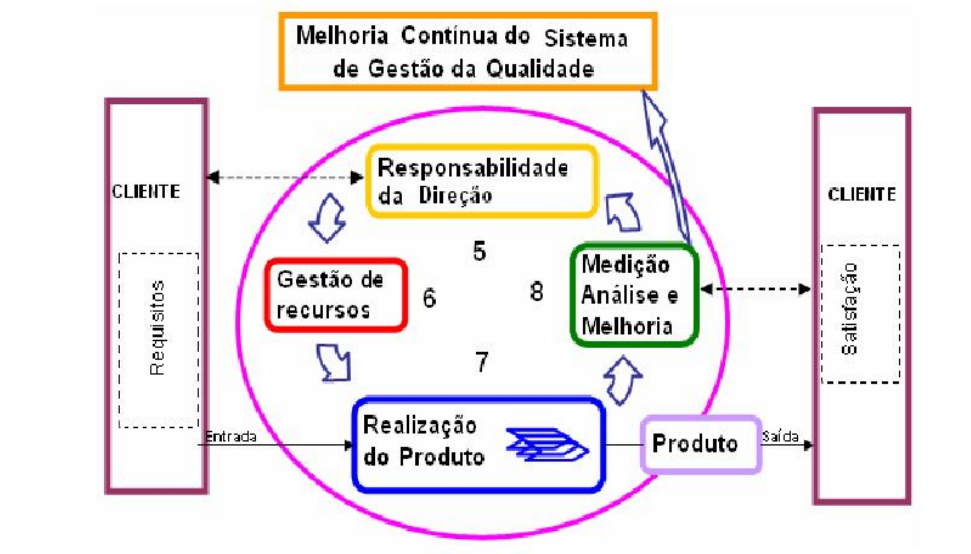 Melhoria Contínua do Sistema
de Gestão da Qualidade
CLIENTE
Requisitos
Responsabilidade
da Direção
5
Gestão de
recursos
6
8
Medição
Análise e
Melhoria
7
Entrada
Realização
do Produto
Produto
Saída
CLIENTE
Satisfação